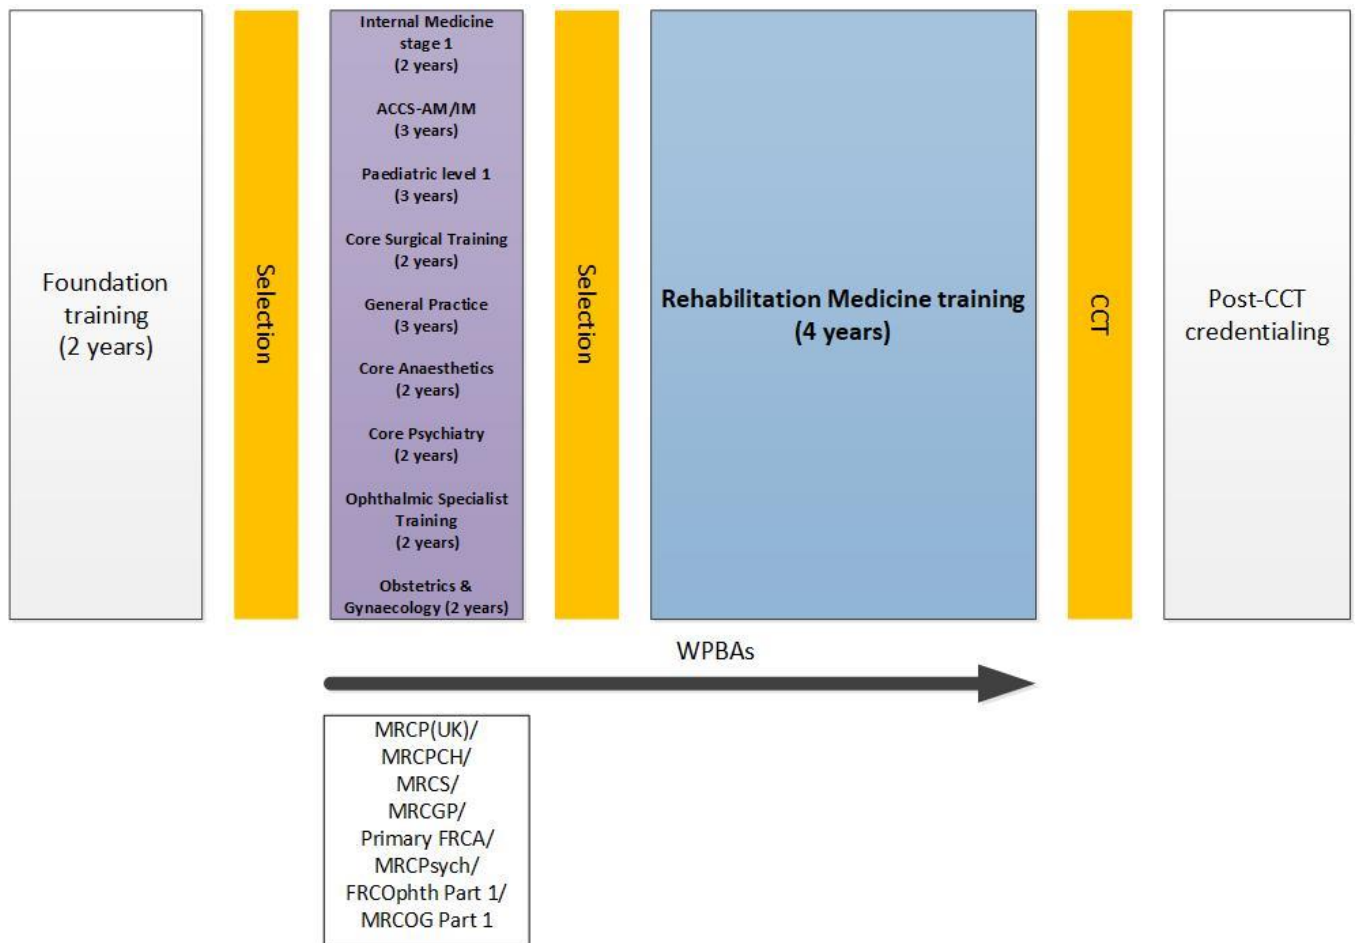 Foundation
training
(2 years)
Selection
Internal Medicine
stage 1
(2 years)
ACCS-AM/IM
(3 years)
Paediatric level 1
(3 years)
Core Surgical Training
(2 years)
General Practice
(3 years)
Core Anaesthetics
(2 years)
Core Psychiatry
(2 years)
Ophthalmic Specialist
Training
(2 years)
Obstetrics &
Gynaecology (2 years)
Selection
Rehabilitation Medicine training
(4 years)
CCT
Post-CCT
credentialing
WPBAs
MRCP(UK)/
MRCPCH/
MRCS/
MRCGP/
Primary FRCA/
MRCPsych/
FRCOphth Part 1/
MRCOG Part 1